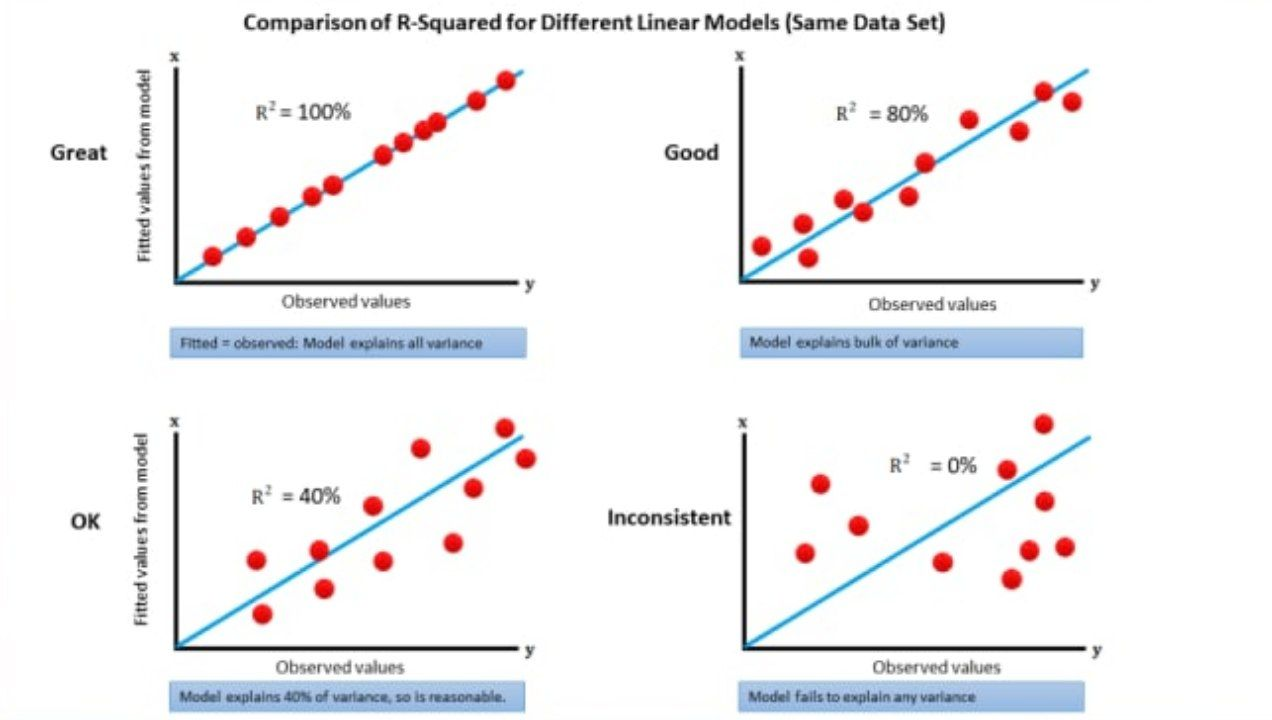 Comparison of R-Squared for Different Linear Models (Same Data Set)
x
Fitted values from model
R² = 100%
Great
y
Observed values
Fitted = observed: Model explains all variance
x
R² = 80%
Good
y
Observed values
Model explains bulk of variance
x
Fitted values from model
R² = 40%
OK
y
Observed values
Model explains 40% of variance, so is reasonable.
x
R² = 0%
Inconsistent
y
Observed values
Model fails to explain any variance